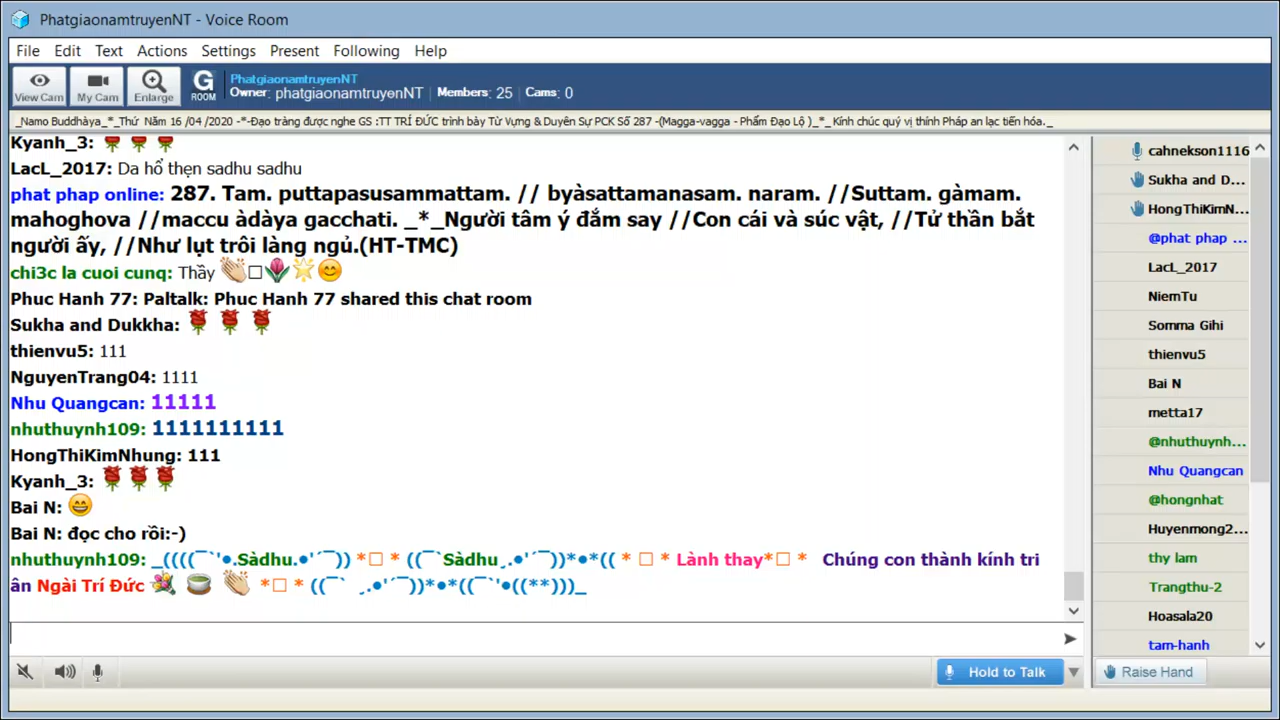 PhatgiaonamtruyenNT - Voice Room
File Edit Text Actions Settings Present Following Help
View Cam My Cam Enlarge G ROOM
PhatgiaonamtruyenNT
Owner: phatgiaonamtruyenNT Members: 25 Cams: 0
_Namo Buddhàya_*_Thứ Năm 16 /04 /2020 -*-Đạo tràng được nghe GS :TT TRÍ ĐỨC trình bày Từ Vựng & Duyên Sự PCK Số 287 -(Magga-vagga - Phẩm Đạo Lộ )_*_ Kính chúc quý vị thính Pháp an lạc tiến hóa._
Kyanh_3:
LacL_2017: Da hổ thẹn sadhu sadhu
phat phap online: 287. Tam. puttapasusammattam. // byàsattamanasam. naram. //Suttam. gàmam.
mahoghova //maccu àdàya gacchati. _*_Người tâm ý đắm say //Con cái và súc vật, //Tử thần bắt
người ấy, //Như lụt trôi làng ngủ.(HT-TMC)
chi3c la cuoi cunq: Thầy
Phuc Hanh 77: Paltalk: Phuc Hanh 77 shared this chat room
Sukha and Dukkha:
thienvu5: 111
NguyenTrang04: 1111
Nhu Quangcan: 11111
nhuthuynh109: 1111111111
HongThiKimNhung: 111
Kyanh_3:
Bai N:
Bai N: đọc cho rồi:-)
nhuthuynh109: _((((¯`'●.Sàdhu.●'´¯)) *□ * ((¯`Sàdhu¸.●'´¯))*●*(( * □ * Lành thay*□ * Chúng con thành kính tri
ân Ngài Trí Đức *□ * ((¯` ¸.●'´¯))*●*((¯`'●((**)))_
Hold to Talk
cahnekson1116
Sukha and D...
HongThiKimN...
@phat phap ...
LacL_2017
NiemTu
Somma Gihi
thienvu5
Bai N
metta17
@nhuthuynh...
Nhu Quangcan
@hongnhat
Huyenmong2...
thy lam
Trangthu-2
Hoasala20
tam-hanh
Raise Hand